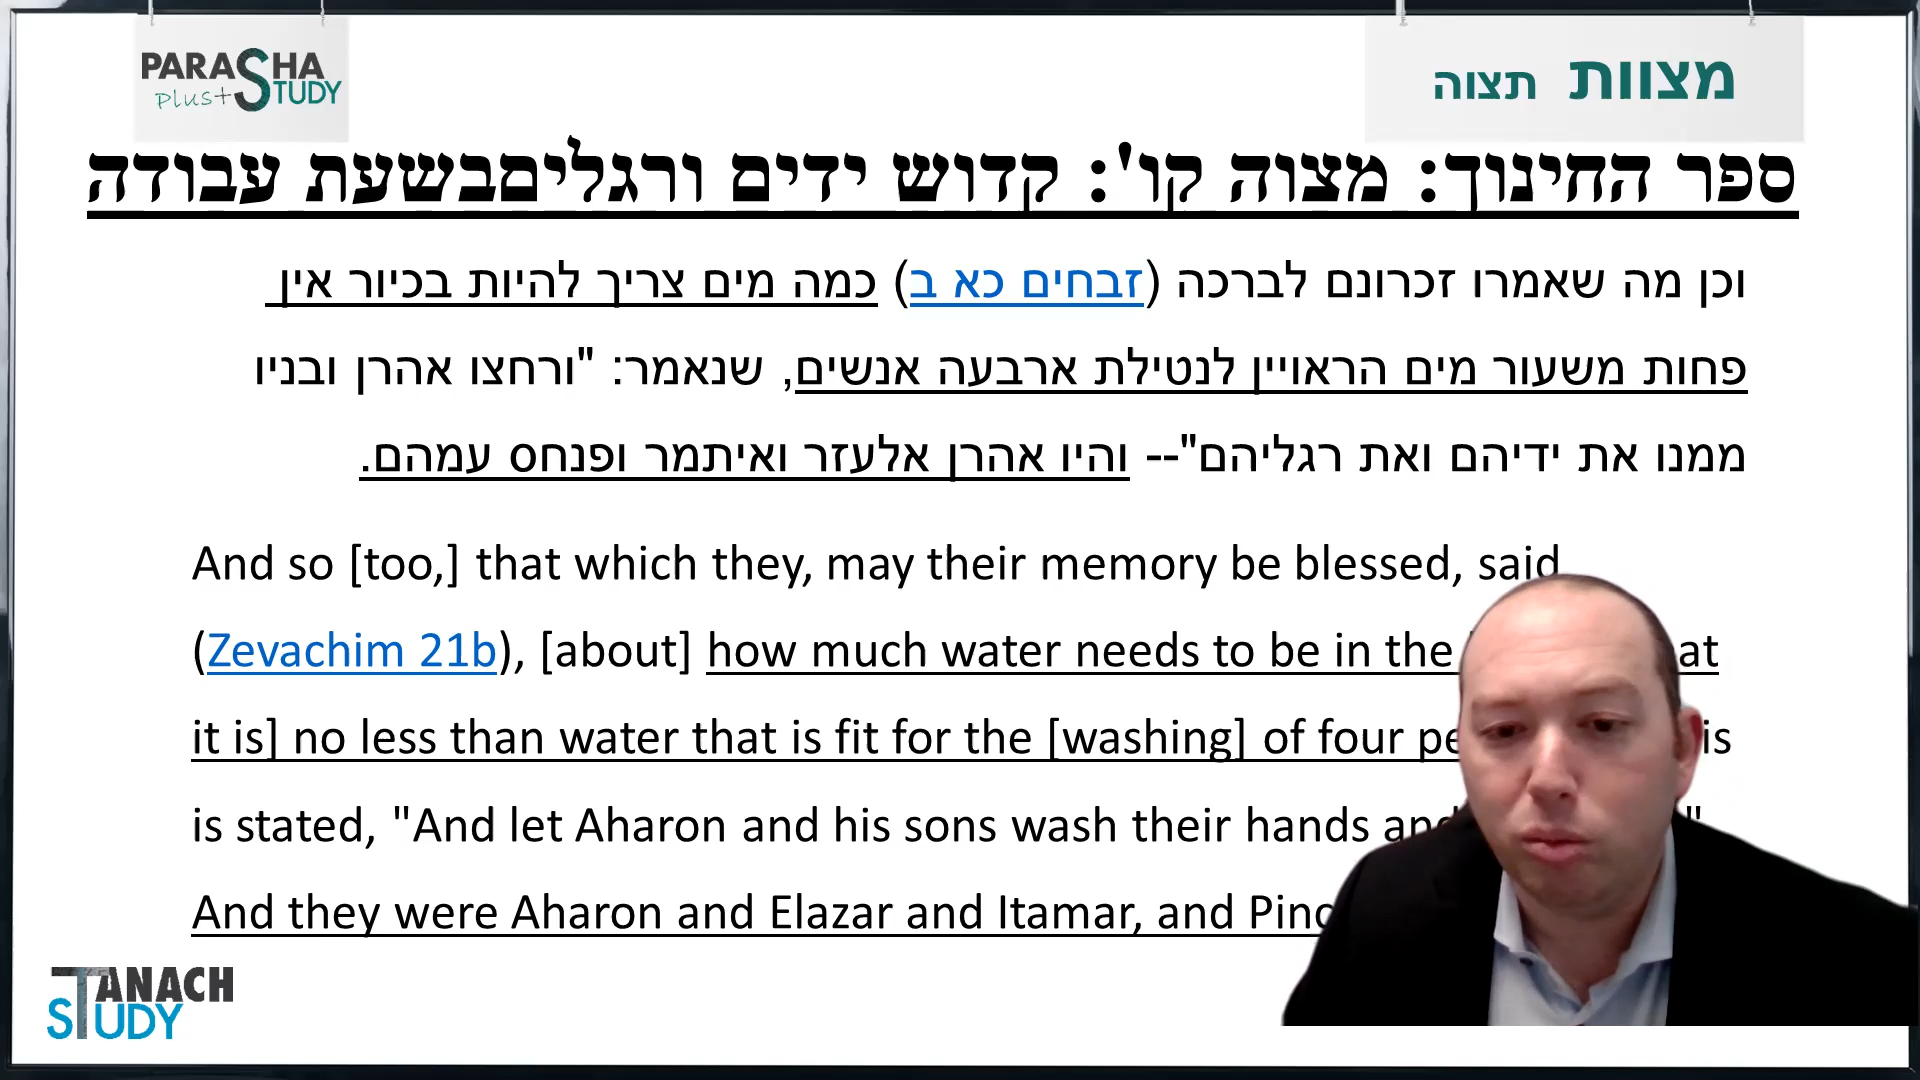 PARASHA
Plus+ STUDY
מצוות תצוה
ספר החינוך: מצוה קו': קדוש ידים ורגליםבשעת עבודה
וכן מה שאמרו זכרונם לברכה (זבחים כא ב) כמה מים צריך להיות בכיור אין
פחות משעור מים הראויין לנטילת ארבעה אנשים, שנאמר: "ורחצו אהרן ובניו
ממנו את ידיהם ואת רגליהם"-- והיו אהרן אלעזר ואיתמר ופנחס עמהם.
And so [too,] that which they, may their memory be blessed, said
(Zevachim 21b), [about] how much water needs to be in the at
it is] no less than water that is fit for the [washing] of four is
is stated, "And let Aharon and his sons wash their hands "
And they were Aharon and Elazar and Itamar, and
TANACH
STUDY